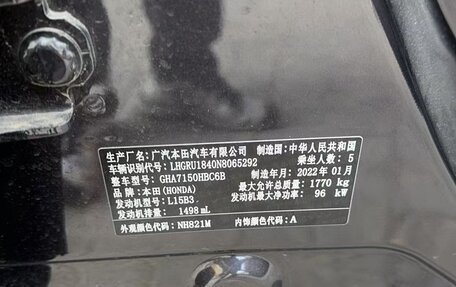 生产厂名: 广汽本田汽车有限公司 制造国: 中华人民共和国
车辆识别代号: LHGRU1840N8065292 乘坐人数: 5
整车型号: GHA7150HBC6B 制造年月: 2022年01月
品牌: 本田(HONDA) 最大允许总质量: 1770 kg
发动机型号: L15B3 发动机最大净功率: 96 kW
发动机排量: 1498 mL
外观颜色代码: NH821M 内饰颜色代码: A